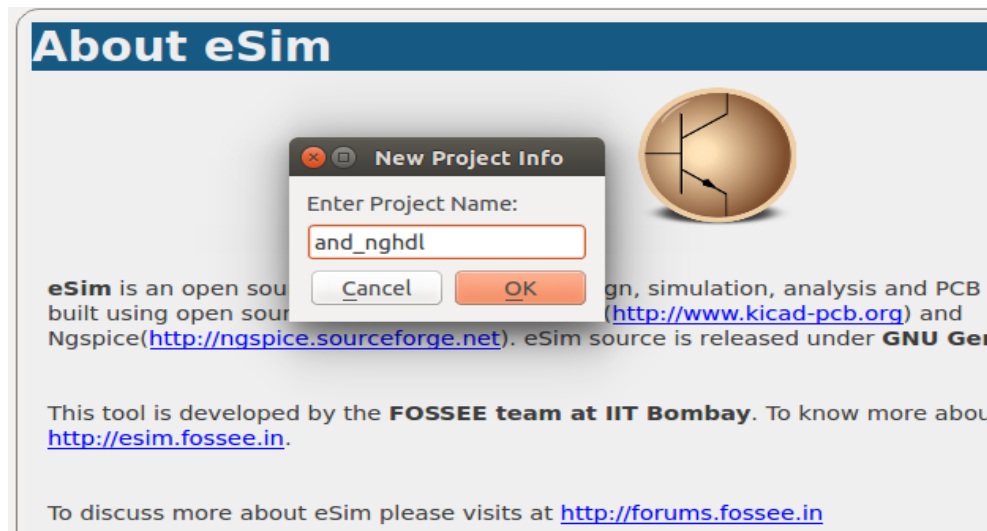 About eSim
New Project Info
Enter Project Name:
and_nghdl
Cancel
OK
eSim is an open sou gn, simulation, analysis and PCB
built using open sour (http://www.kicad-pcb.org) and
Ngspice(http://ngspice.sourceforge.net). eSim source is released under GNU Ger
This tool is developed by the FOSSEE team at IIT Bombay. To know more abou
http://esim.fossee.in.
To discuss more about eSim please visits at http://forums.fossee.in